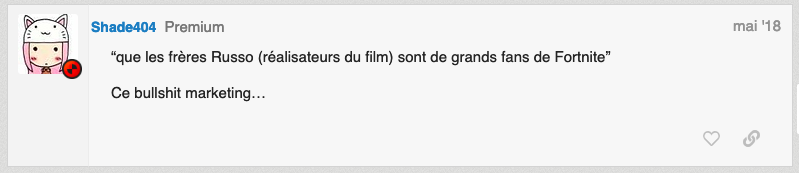 Shade404 Premium mai '18
“que les frères Russo (réalisateurs du film) sont de grands fans de Fortnite”
Ce bullshit marketing…